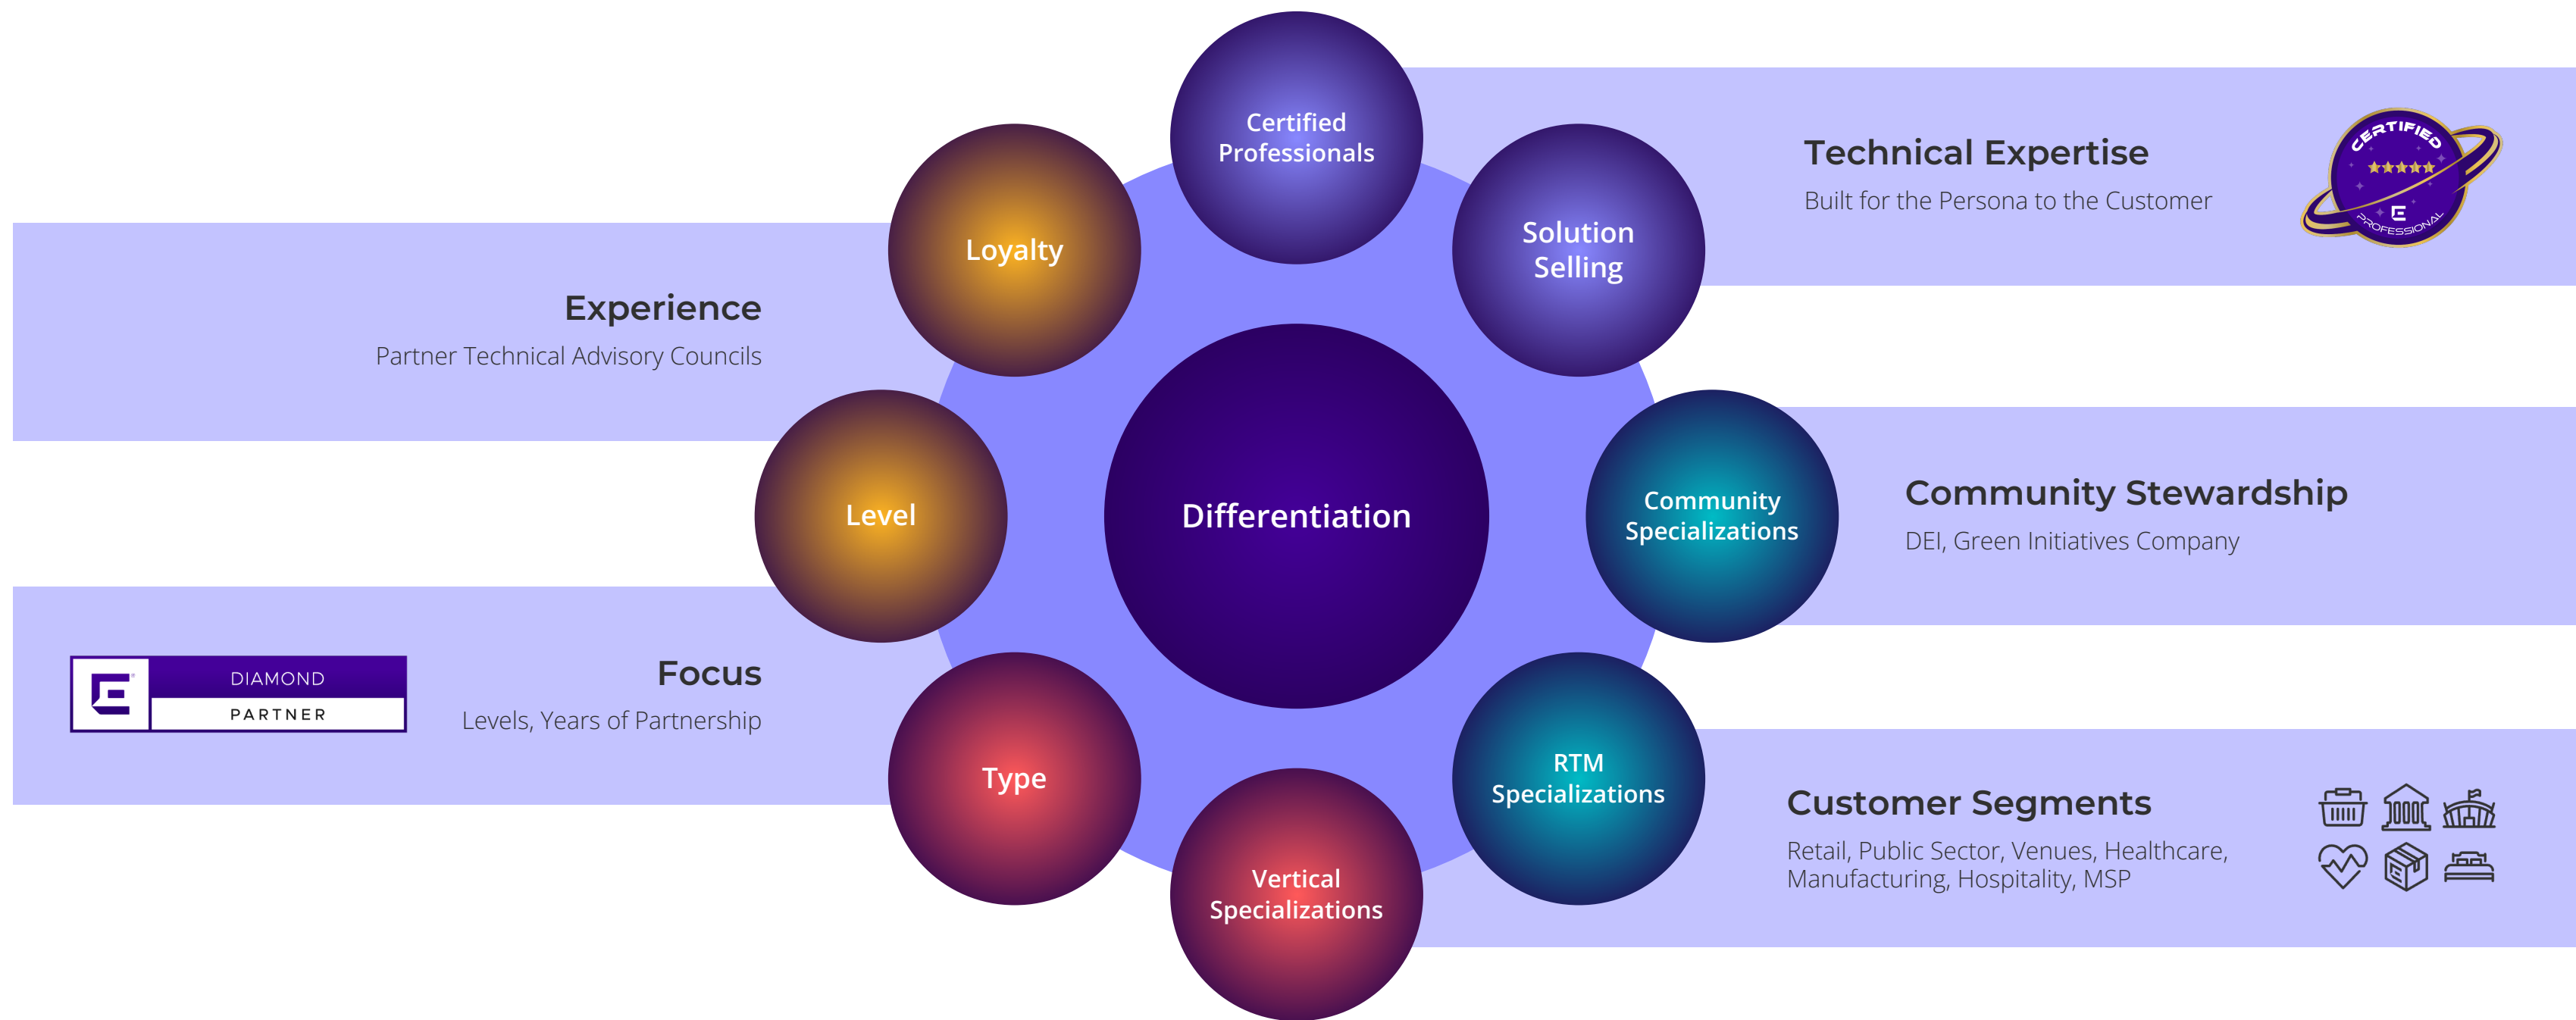 Certified
Professionals
Solution
Selling
Technical Expertise
Built for the Persona to the Customer
CERTIFIED
PROFESSIONAL
Loyalty
Experience
Partner Technical Advisory Councils
Level
Differentiation
Community
Specializations
Community Stewardship
DEI, Green Initiatives Company
DIAMOND
PARTNER
Focus
Levels, Years of Partnership
Type
RTM
Specializations
Vertical
Specializations
Customer Segments
Retail, Public Sector, Venues, Healthcare,
Manufacturing, Hospitality, MSP